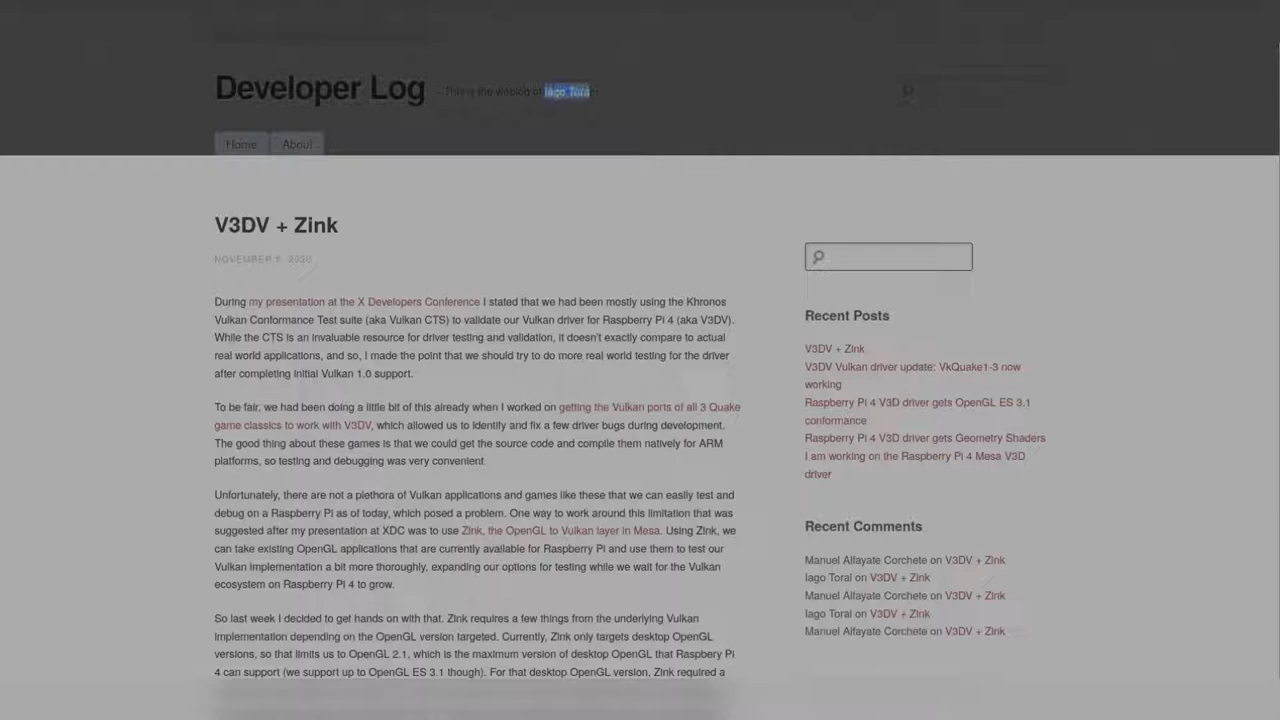 Developer Log
This is the weblog of Iago Toral
Home About
V3DV + Zink
NOVEMBER 5, 2020
During my presentation at the X Developers Conference I stated that we had been mostly using the Khronos
Vulkan Conformance Test suite (aka Vulkan CTS) to validate our Vulkan driver for Raspberry Pi 4 (aka V3DV).
While the CTS is an invaluable resource for driver testing and validation, it doesn't exactly compare to actual
real world applications, and so, I made the point that we should try to do more real world testing for the driver
after completing initial Vulkan 1.0 support.
To be fair, we had been doing a little bit of this already when I worked on getting the Vulkan ports of all 3 Quake
game classics to work with V3DV, which allowed us to identify and fix a few driver bugs during development.
The good thing about these games is that we could get the source code and compile them natively for ARM
platforms, so testing and debugging was very convenient.
Unfortunately, there are not a plethora of Vulkan applications and games like these that we can easily test and
debug on a Raspberry Pi as of today, which posed a problem. One way to work around this limitation that was
suggested after my presentation at XDC was to use Zink, the OpenGL to Vulkan layer in Mesa. Using Zink, we
can take existing OpenGL applications that are currently available for Raspberry Pi and use them to test our
Vulkan implementation a bit more thoroughly, expanding our options for testing while we wait for the Vulkan
ecosystem on Raspberry Pi 4 to grow.
So last week I decided to get hands on with that. Zink requires a few things from the underlying Vulkan
implementation depending on the OpenGL version targeted. Currently, Zink only targets desktop OpenGL
versions, so that limits us to OpenGL 2.1, which is the maximum version of desktop OpenGL that Raspbery Pi
4 can support (we support up to OpenGL ES 3.1 though). For that desktop OpenGL version, Zink required a
Recent Posts
V3DV + Zink
V3DV Vulkan driver update: VkQuake1-3 now
working
Raspberry Pi 4 V3D driver gets OpenGL ES 3.1
conformance
Raspberry Pi 4 V3D driver gets Geometry Shaders
I am working on the Raspberry Pi 4 Mesa V3D
driver
Recent Comments
Manuel Alfayate Corchete on V3DV + Zink
Iago Toral on V3DV + Zink
Manuel Alfayate Corchete on V3DV + Zink
Iago Toral on V3DV + Zink
Manuel Alfayate Corchete on V3DV + Zink